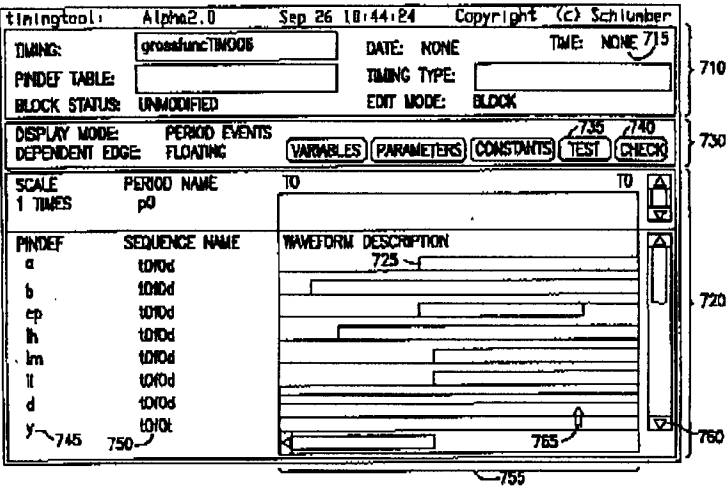 timingtool: Alpha2.0 Sep 26 10:44:24 Copyright (c) Schlumber
TIMING: grossfuncTIM006 DATE: NONE TIME: NONE 715
PINDEF TABLE: TIMING TYPE:
710
BLOCK STATUS: UNMODIFIED EDIT MODE: BLOCK
DISPLAY MODE: PERIOD EVENTS 735 740
DEPENDENT EDGE: FLOATING VARIABLES PARAMETERS CONSTANTS TEST CHECK 730
SCALE PERIOD NAME T0 T0
1 TIMES p0
PINDEF SEQUENCE NAME WAVEFORM DESCRIPTION
a t0f0d 725
b t0f0d
ep t0f0d 720
lh t0f0d
lm t0f0d
lt t0f0d
d t0f0d
y 745 750 t0f0t 765 760
755